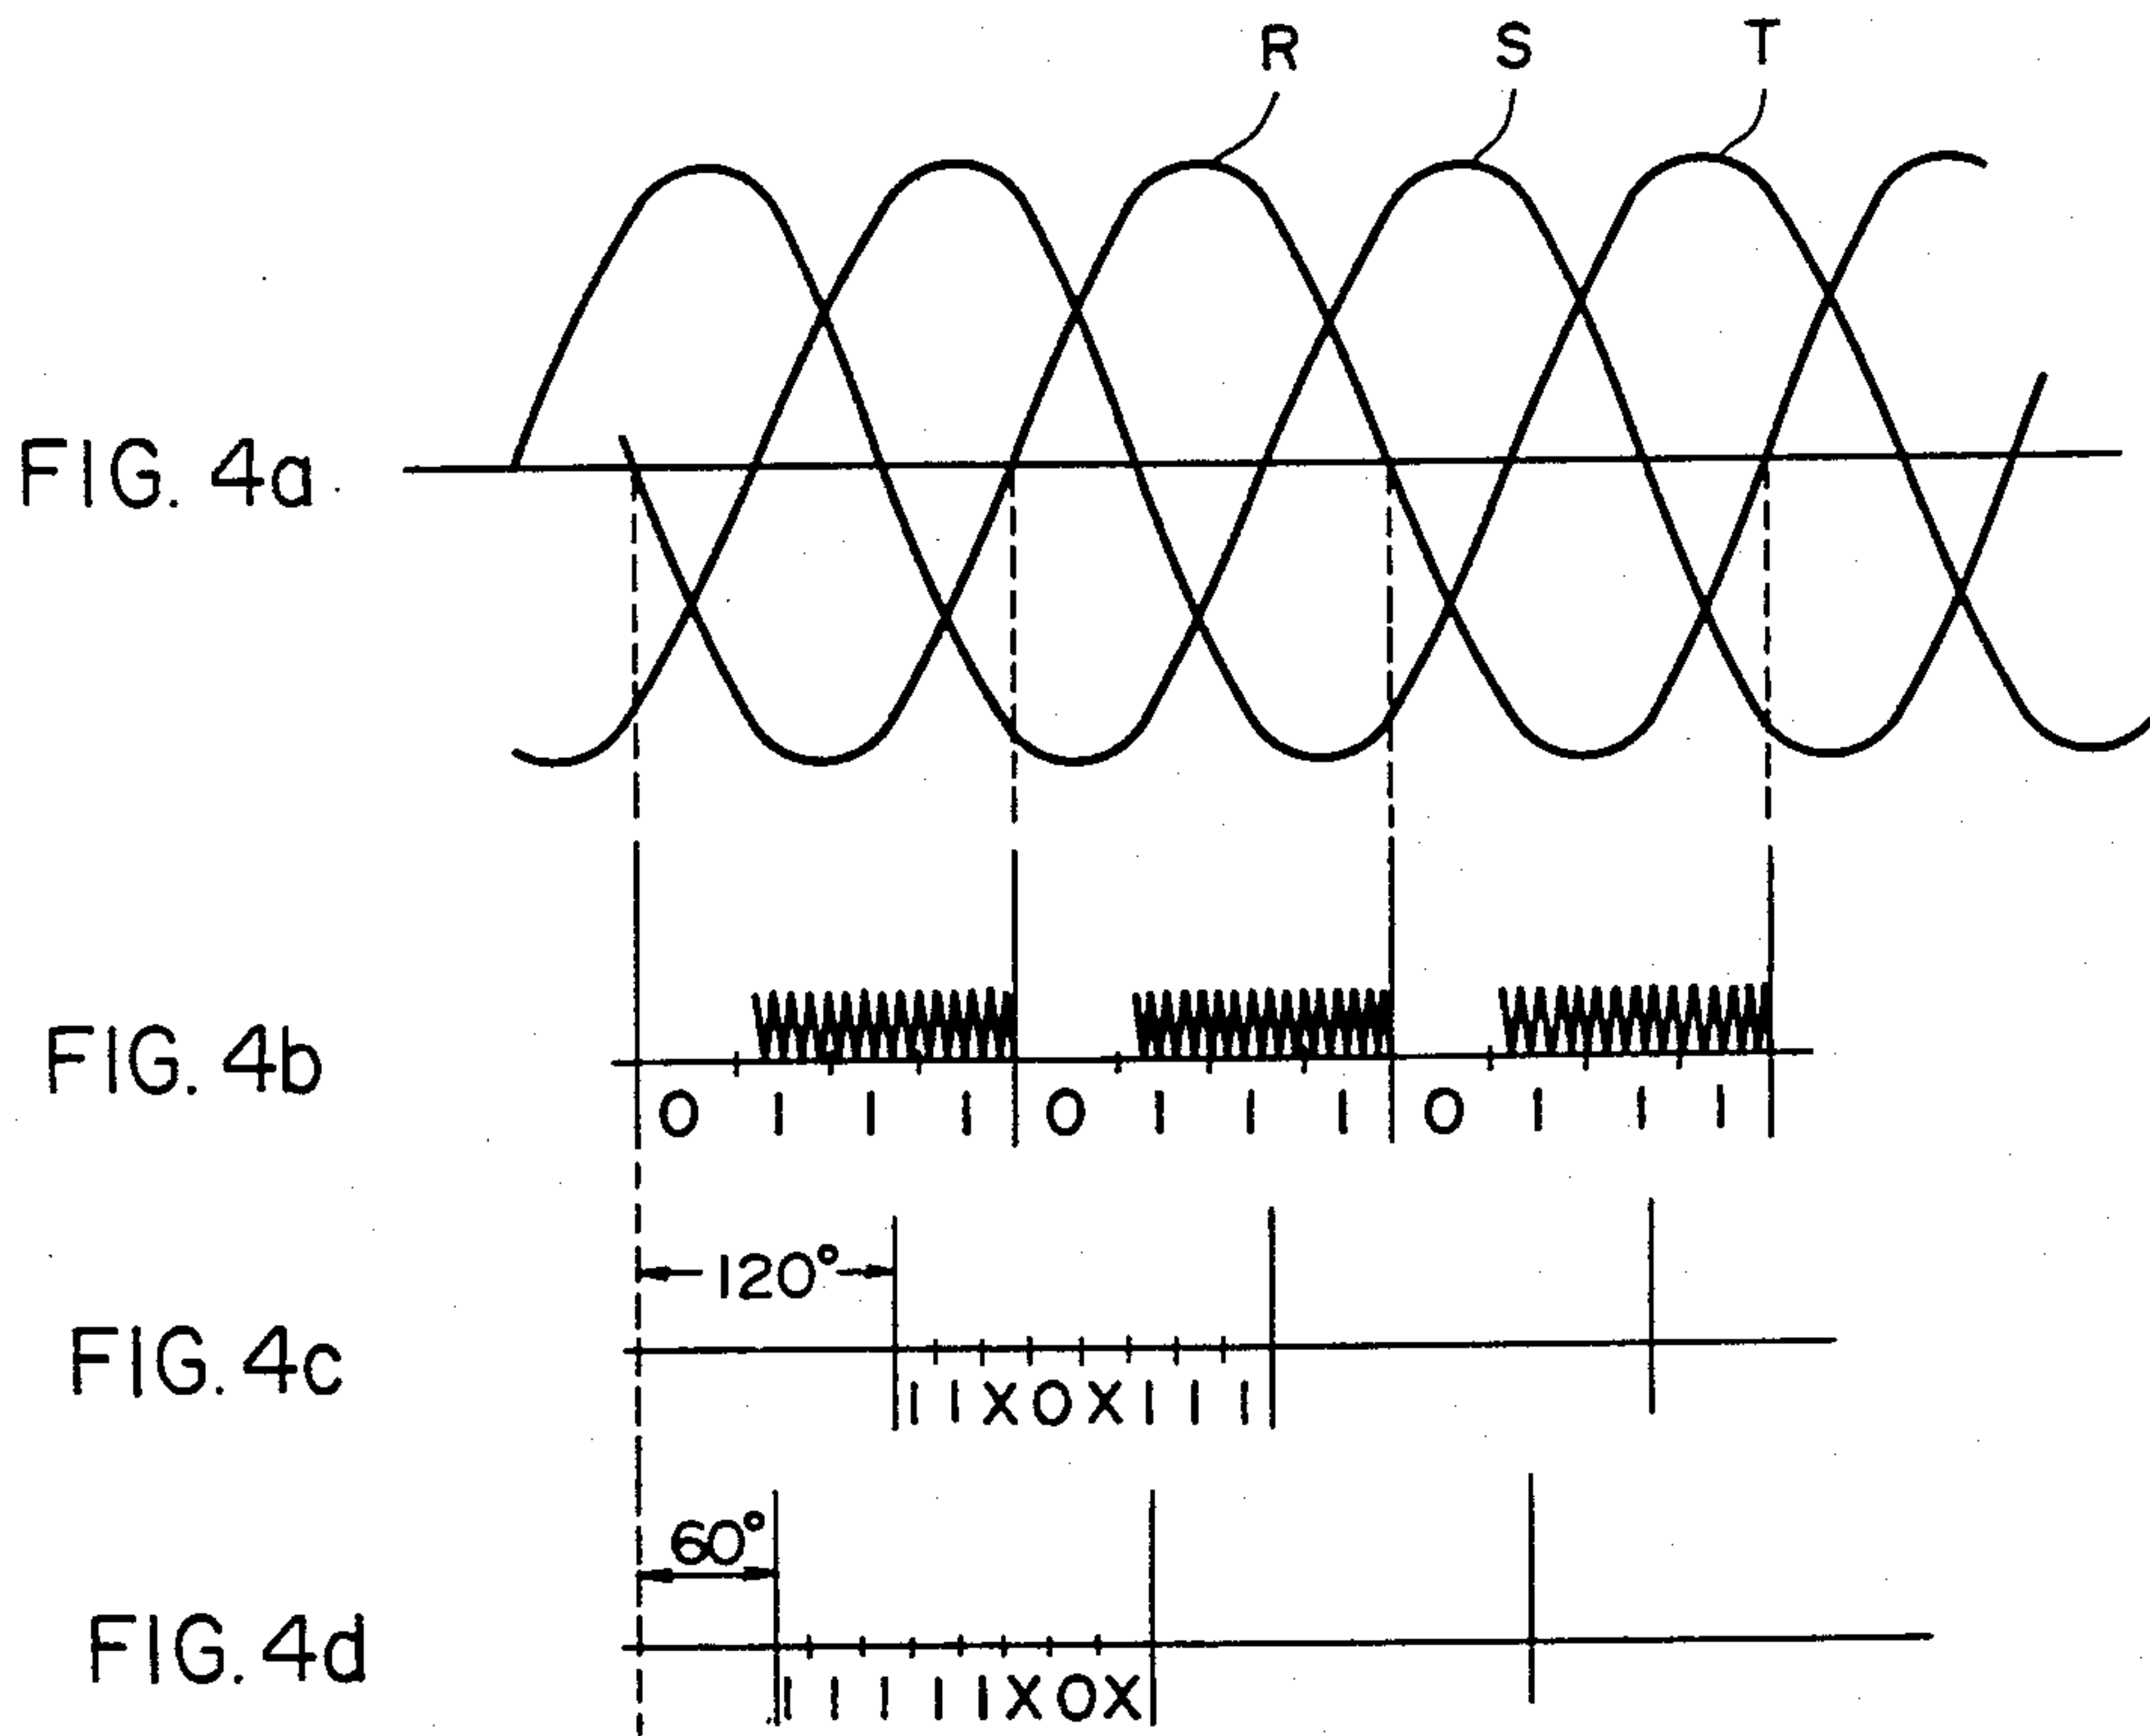 R S T
FIG. 4a
FIG. 4b
0 1 1 1 0 1 1 1 0 1 1 1
120°
FIG. 4c
1 1 X 0 X 1 1 1
60°
FIG. 4d
1 1 1 1 1 X 0 X